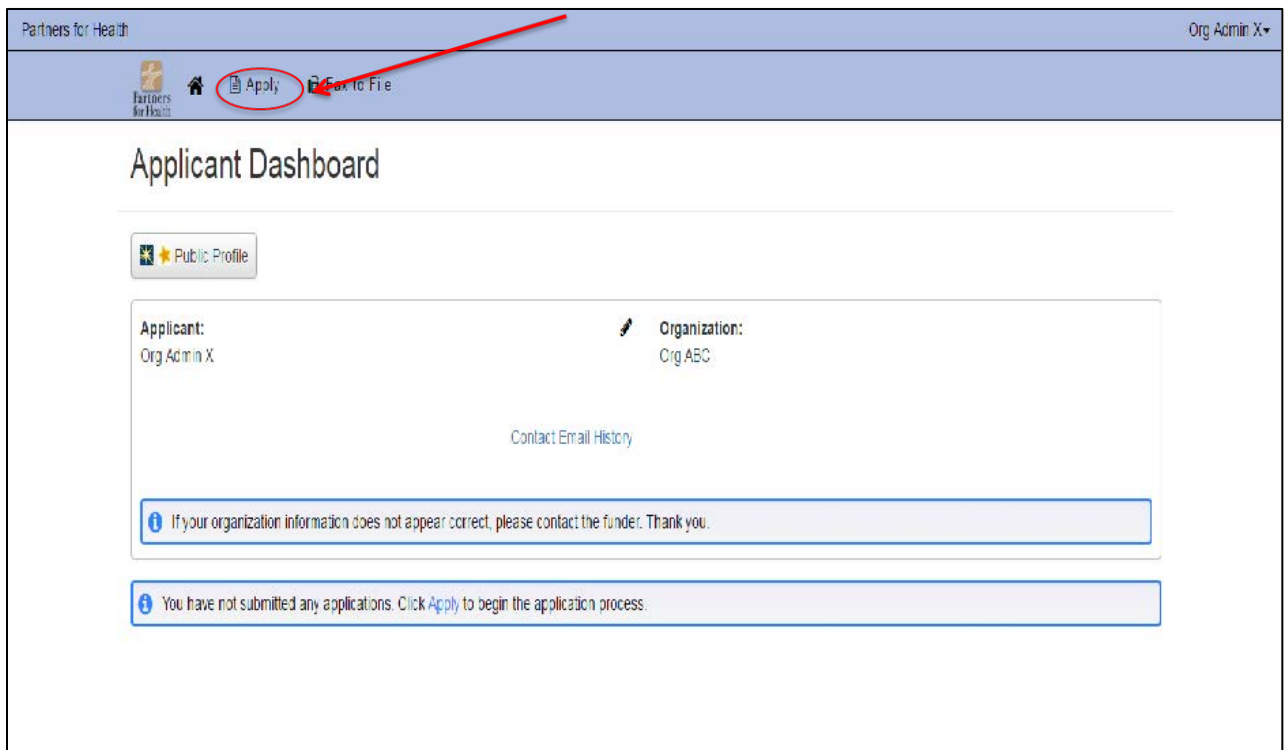 Partners for Health
Org Admin X
Partners
for Health
Apply
Fax to File
Applicant Dashboard
Public Profile
Applicant:
Organization:
Org Admin X
Org ABC
Contact Email History
If your organization information does not appear correct, please contact the funder. Thank you.
You have not submitted any applications. Click Apply to begin the application process.